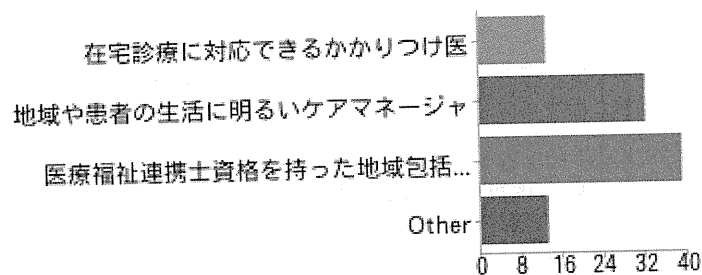 在宅診療に対応できるかかりつけ医
地域や患者の生活に明るいケアマネージャ
医療福祉連携士資格を持った地域包括...
Other
0 8 16 24 32 40